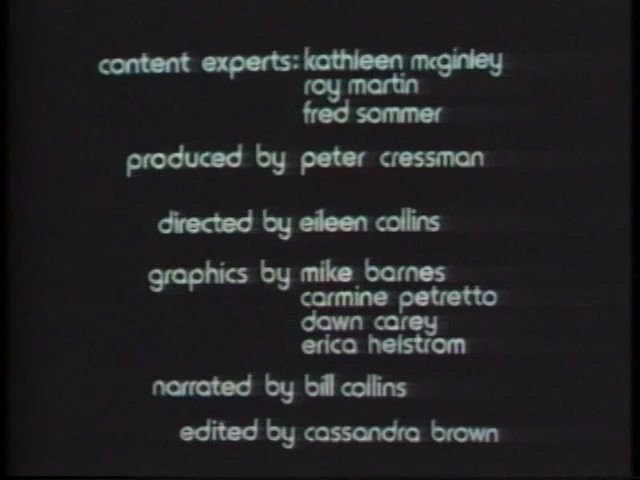 content experts: kathleen mcginley
roy martin
fred sommer
produced by peter cressman
directed by eileen collins
graphics by mike barnes
carmine petretto
dawn carey
erica helstrom
narrated by bill collins
edited by cassandra brown